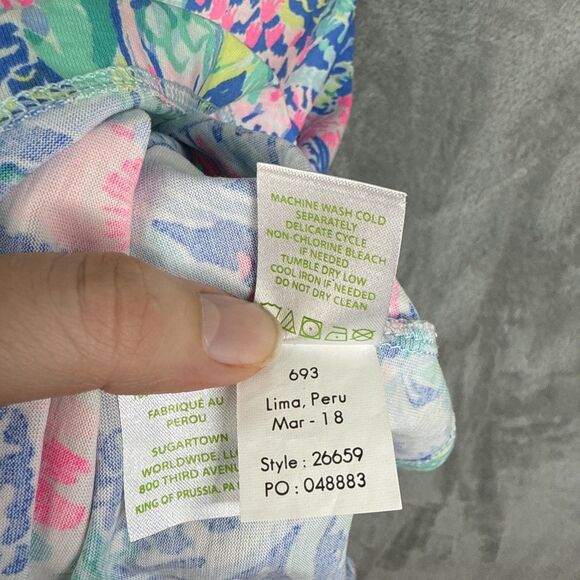 MACHINE WASH COLD
SEPARATELY
DELICATE CYCLE
NON-CHLORINE BLEACH
IF NEEDED
TUMBLE DRY LOW
COOL IRON IF NEEDED
DO NOT DRY CLEAN
693
Lima, Peru
Mar - 18
Style : 26659
PO : 048883
FABRIQUÉ AU
PEROU
SUGARTOWN
WORLDWIDE,
800 THIRD AVENU
KING OF PRUSSIA, PA